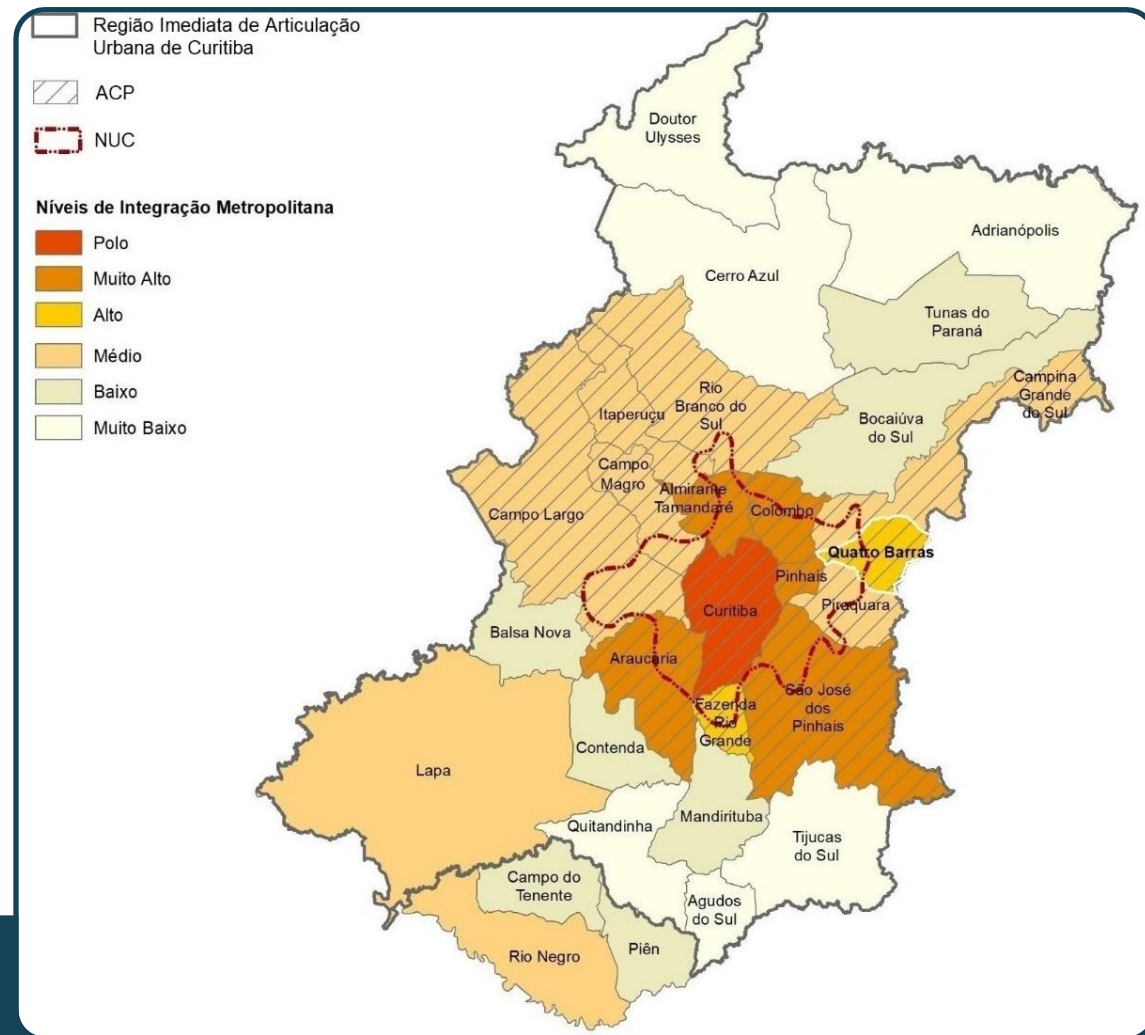 Região Imediata de Articulação
Urbana de Curitiba
ACP
NUC
Níveis de Integração Metropolitana
Polo
Muito Alto
Alto
Médio
Baixo
Muito Baixo
Doutor
Ulysses
Adrianópolis
Cerro Azul
Tunas do
Paraná
Campina
Grande
do Sul
Rio
Branco do
Sul
Itaperuçu
Bocaiúva
do Sul
Campo
Magro
Almirante
Tamandaré
Colombo
Campo Largo
Quatro Barras
Pinhais
Piraquara
Curitiba
Balsa Nova
Araucária
São José
dos
Pinhais
Fazenda
Rio
Grande
Contenda
Lapa
Mandirituba
Quitandinha
Tijucas
do Sul
Campo do
Tenente
Agudos
do Sul
Rio Negro
Piên